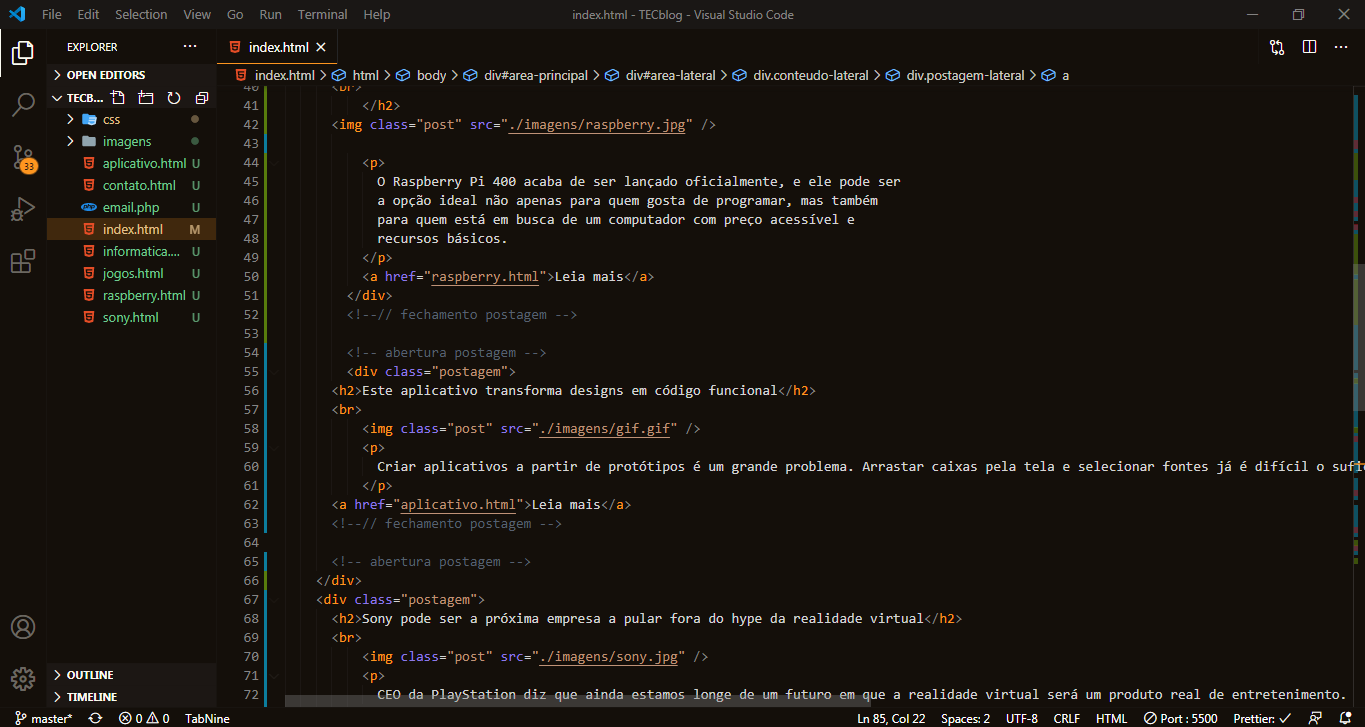 File Edit Selection View Go Run Terminal Help
index.html - TECblog - Visual Studio Code
EXPLORER
index.html
OPEN EDITORS
index.html > html > body > div#area-principal > div#area-lateral > div.conteudo-lateral > div.postagem-lateral > a
TECB...
css
imagens
aplicativo.html U
contato.html U
email.php U
index.html M
informatica.... U
jogos.html U
raspberry.html U
sony.html U
33
OUTLINE
TIMELINE
40 <br>
41 </h2>
42 <img class="post" src="./imagens/raspberry.jpg" />
43
44 <p>
45 O Raspberry Pi 400 acaba de ser lançado oficialmente, e ele pode ser
46 a opção ideal não apenas para quem gosta de programar, mas também
47 para quem está em busca de um computador com preço acessível e
48 recursos básicos.
49 </p>
50 <a href="raspberry.html">Leia mais</a>
51 </div>
52 <!--// fechamento postagem -->
53
54 <!-- abertura postagem -->
55 <div class="postagem">
56 <h2>Este aplicativo transforma designs em código funcional</h2>
57 <br>
58 <img class="post" src="./imagens/gif.gif" />
59 <p>
60 Criar aplicativos a partir de protótipos é um grande problema. Arrastar caixas pela tela e selecionar fontes já é difícil o
61 </p>
62 <a href="aplicativo.html">Leia mais</a>
63 <!--// fechamento postagem -->
64
65 <!-- abertura postagem -->
66 </div>
67 <div class="postagem">
68 <h2>Sony pode ser a próxima empresa a pular fora do hype da realidade virtual</h2>
69 <br>
70 <img class="post" src="./imagens/sony.jpg" />
71 <p>
72 CEO da PlayStation diz que ainda estamos longe de um futuro em que a realidade virtual será um produto real de entretenimento.
master* 0 0 TabNine
Ln 85, Col 22 Spaces: 2 UTF-8 CRLF HTML Port : 5500 Prettier: